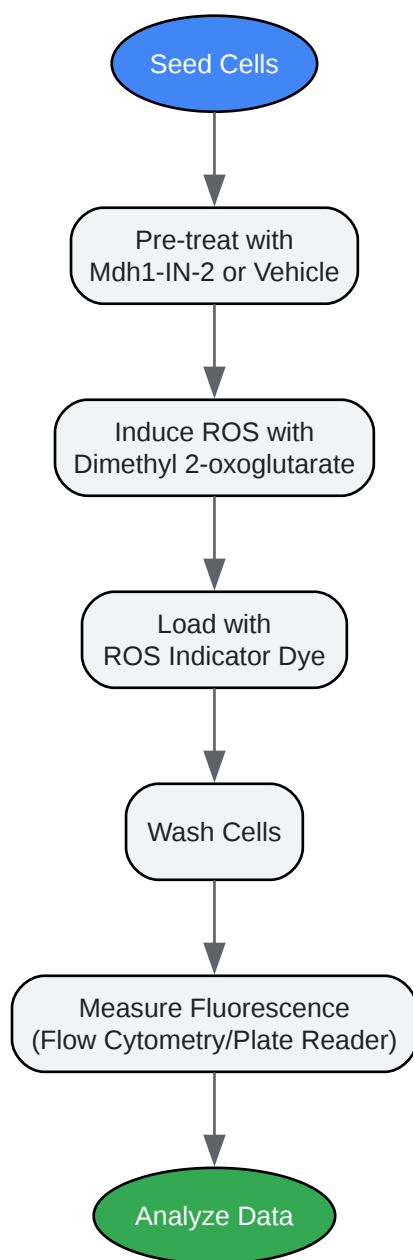 Seed Cells
Pre-treat with
Mdh1-IN-2 or Vehicle
Induce ROS with
Dimethyl 2-oxoglutarate
Load with
ROS Indicator Dye
Wash Cells
Measure Fluorescence
(Flow Cytometry/Plate Reader)
Analyze Data